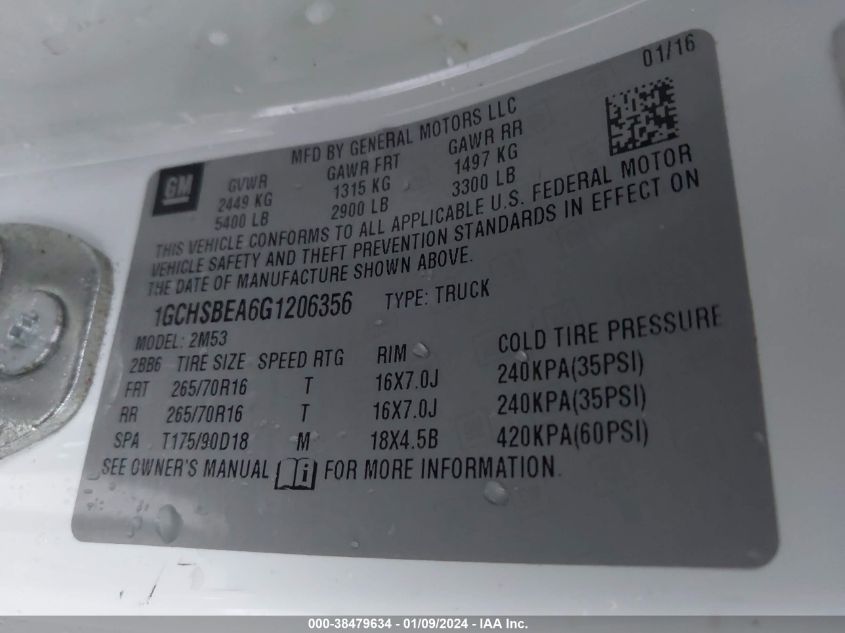 01/16
MFD BY GENERAL MOTORS LLC
GM
GVWR GAWR FRT GAWR RR
2449 KG 1315 KG 1497 KG
5400 LB 2900 LB 3300 LB
THIS VEHICLE CONFORMS TO ALL APPLICABLE U.S. FEDERAL MOTOR
VEHICLE SAFETY AND THEFT PREVENTION STANDARDS IN EFFECT ON
THE DATE OF MANUFACTURE SHOWN ABOVE.
1GCHSBEA6G1206356 TYPE: TRUCK
MODEL: 2M53
2BB6 TIRE SIZE SPEED RTG RIM COLD TIRE PRESSURE
FRT 265/70R16 T 16X7.0J 240KPA(35PSI)
RR 265/70R16 T 16X7.0J 240KPA(35PSI)
SPA T175/90D18 M 18X4.5B 420KPA(60PSI)
SEE OWNER'S MANUAL i FOR MORE INFORMATION.
000-38479634 - 01/09/2024 - IAA Inc.